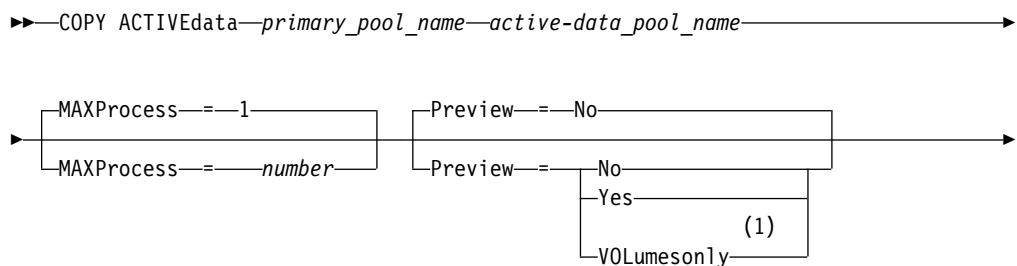 COPY ACTIVEdata primary_pool_name active-data_pool_name
MAXProcess = 1 Preview = No
MAXProcess = number Preview = No
Yes
(1)
VOLumesonly